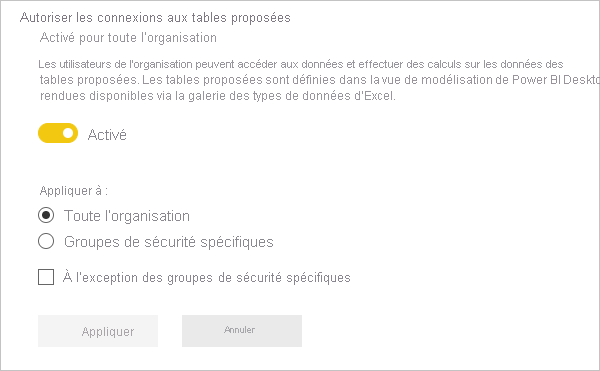 Autoriser les connexions aux tables proposées
Activé pour toute l'organisation
Les utilisateurs de l'organisation peuvent accéder aux données et effectuer des calculs sur les données des
tables proposées. Les tables proposées sont définies dans la vue de modélisation de Power BI Deskto
rendues disponibles via la galerie des types de données d'Excel.
Activé
Appliquer à :
Toute l'organisation
Groupes de sécurité spécifiques
À l'exception des groupes de sécurité spécifiques
Appliquer Annuler